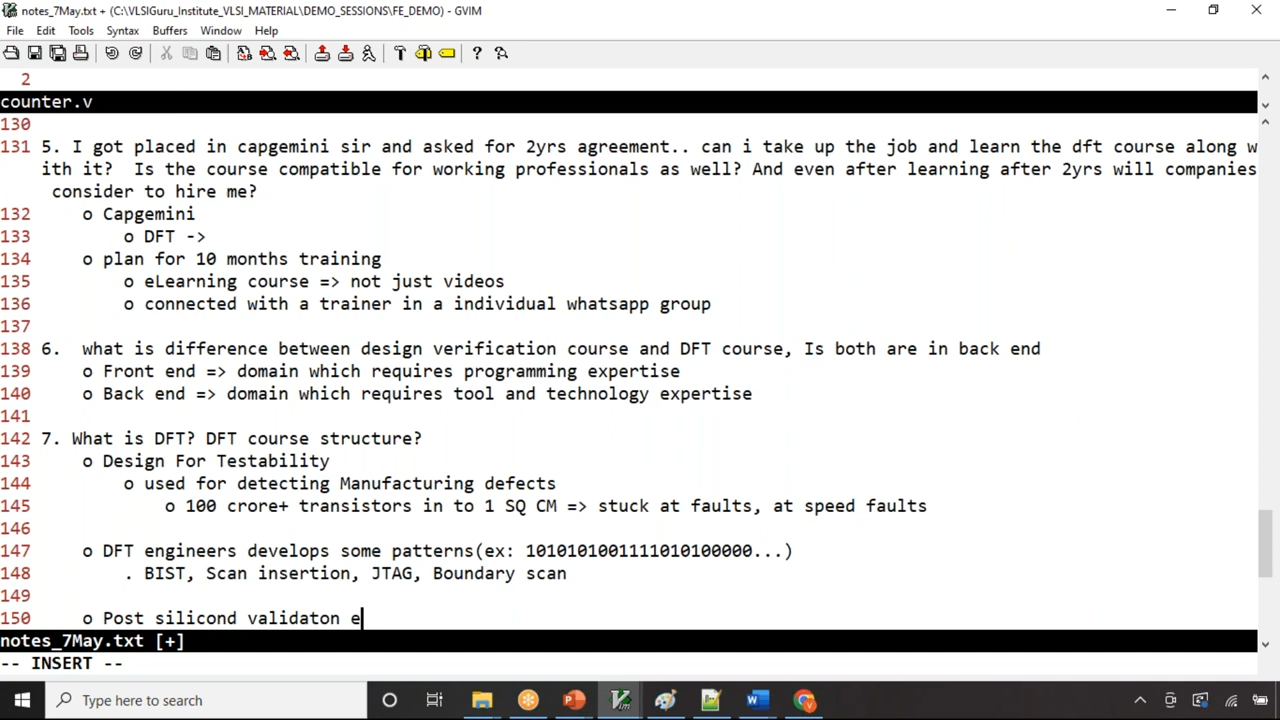 notes_7May.txt + (C:\VLSIGuru_Institute_VLSI_MATERIAL\DEMO_SESSIONS\FE_DEMO) - GVIM
File Edit Tools Syntax Buffers Window Help
2
counter.v
130
131 5. I got placed in capgemini sir and asked for 2yrs agreement.. can i take up the job and learn the dft course along w
ith it?  Is the course compatible for working professionals as well? And even after learning after 2yrs will companies
consider to hire me?
132 o Capgemini
133 o DFT ->
134 o plan for 10 months training
135 o eLearning course => not just videos
136 o connected with a trainer in a individual whatsapp group
137
138 6.  what is difference between design verification course and DFT course, Is both are in back end
139 o Front end => domain which requires programming expertise
140 o Back end => domain which requires tool and technology expertise
141
142 7. What is DFT? DFT course structure?
143 o Design For Testability
144 o used for detecting Manufacturing defects
145 o 100 crore+ transistors in to 1 SQ CM => stuck at faults, at speed faults
146
147 o DFT engineers develops some patterns(ex: 1010101001111010100000...)
148 . BIST, Scan insertion, JTAG, Boundary scan
149
150 o Post silicond validaton e
notes_7May.txt [+]
-- INSERT --
Type here to search